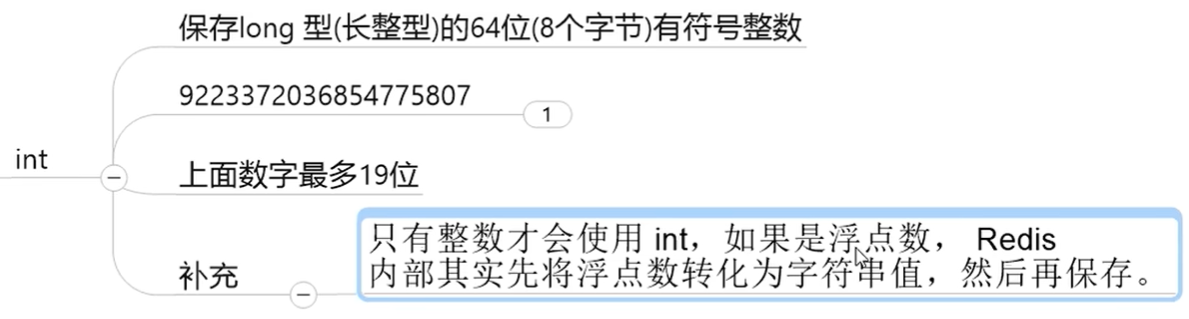 保存long 型(长整型)的64位(8个字节)有符号整数
9223372036854775807
1
int
上面数字最多19位
补充
只有整数才会使用 int，如果是浮点数， Redis
内部其实先将浮点数转化为字符串值，然后再保存。